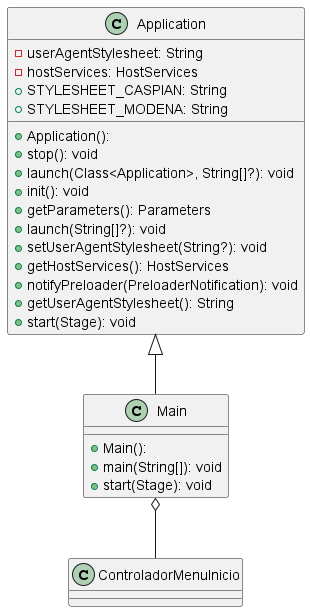 C Application
userAgentStylesheet: String
hostServices: HostServices
STYLESHEET_CASPIAN: String
STYLESHEET_MODENA: String
Application():
stop(): void
launch(Class<Application>, String[]?): void
init(): void
getParameters(): Parameters
launch(String[]?): void
setUserAgentStylesheet(String?): void
getHostServices(): HostServices
notifyPreloader(PreloaderNotification): void
getUserAgentStylesheet(): String
start(Stage): void
C Main
Main():
main(String[]): void
start(Stage): void
C ControladorMenuInicio